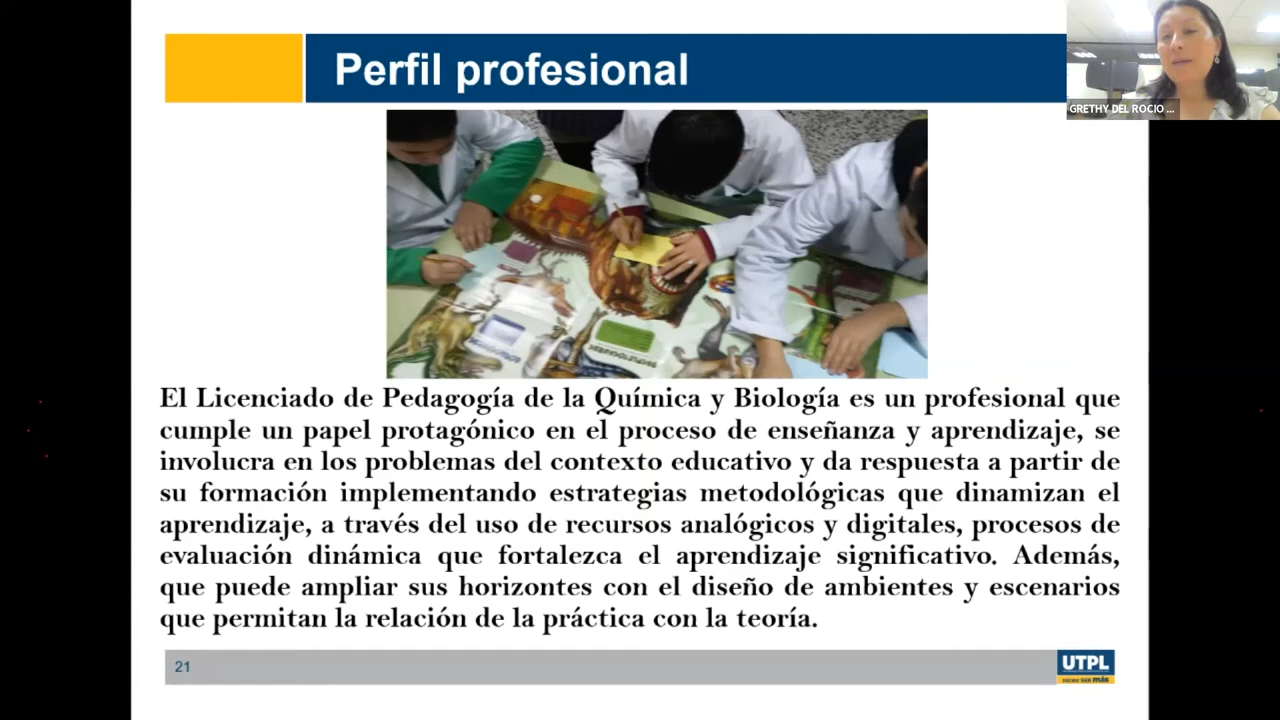 Perfil profesional
GRETHY DEL ROCIO ...
El Licenciado de Pedagogía de la Química y Biología es un profesional que
cumple un papel protagónico en el proceso de enseñanza y aprendizaje, se
involucra en los problemas del contexto educativo y da respuesta a partir de
su formación implementando estrategias metodológicas que dinamizan el
aprendizaje, a través del uso de recursos analógicos y digitales, procesos de
evaluación dinámica que fortalezca el aprendizaje significativo. Además,
que puede ampliar sus horizontes con el diseño de ambientes y escenarios
que permitan la relación de la práctica con la teoría.
21
UTPL
DECIDE SER más